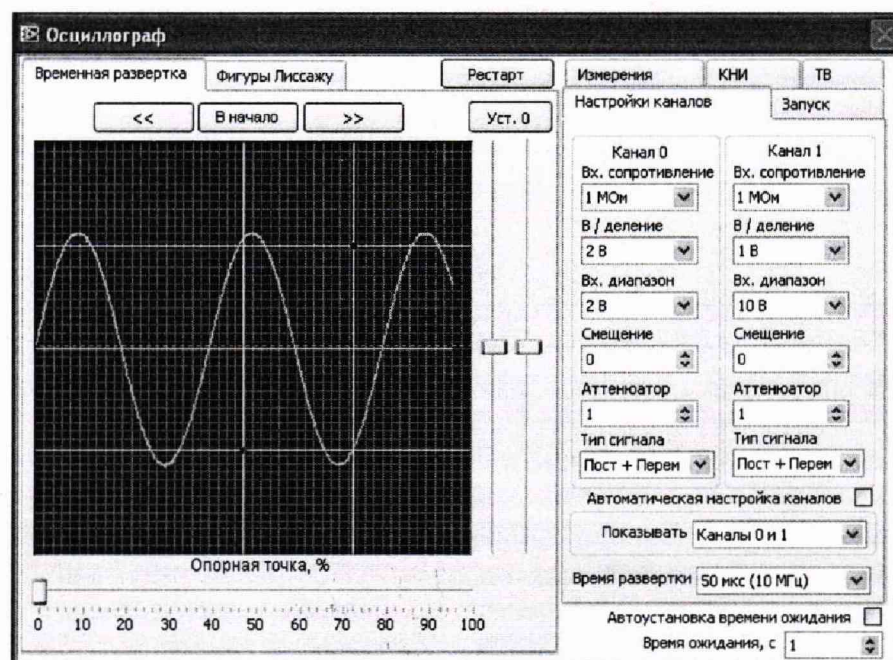 Осциллограф
Временная развертка
Фигуры Лиссажу
Рестарт
<<
В начало
>>
Уст. 0
Опорная точка, %
0 10 20 30 40 50 60 70 80 90 100
Измерения
КНИ
ТВ
Настройки каналов
Запуск
Канал 0
Вх. сопротивление
1 МОм
В / деление
2 В
Вх. диапазон
2 В
Смещение
0
Аттенюатор
1
Тип сигнала
Пост + Перем
Канал 1
Вх. сопротивление
1 МОм
В / деление
1 В
Вх. диапазон
10 В
Смещение
0
Аттенюатор
1
Тип сигнала
Пост + Перем
Автоматическая настройка каналов
Показывать Каналы 0 и 1
Время развертки 50 мкс (10 МГц)
Автоустановка времени ожидания
Время ожидания, с 1